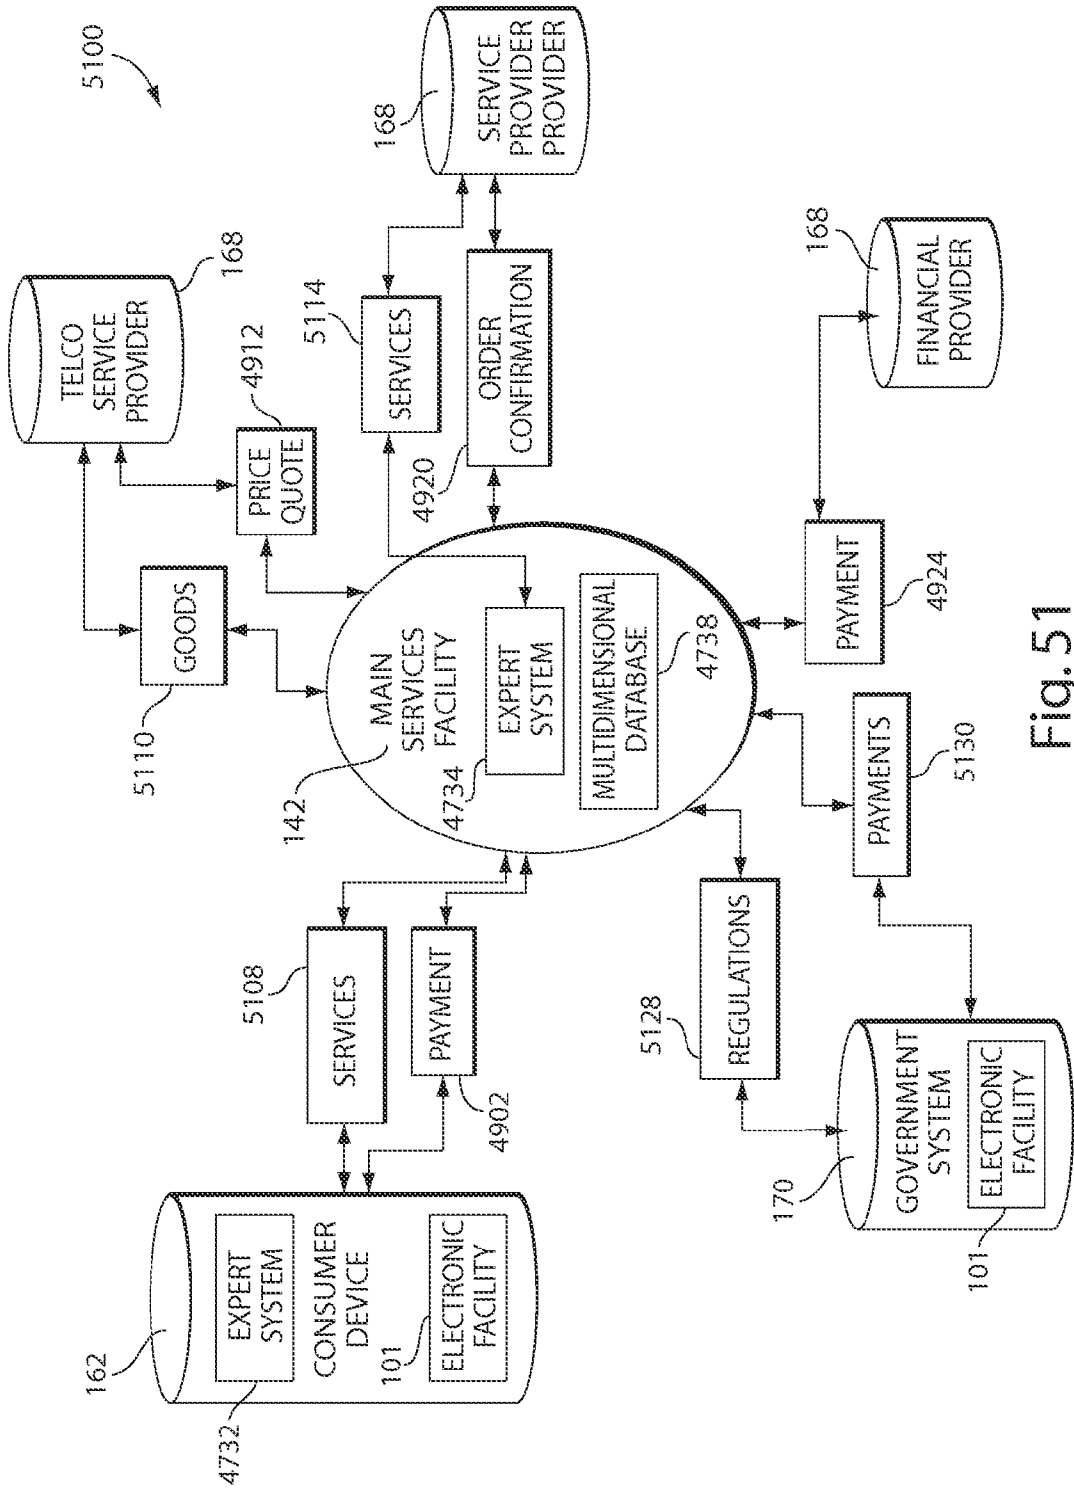 5100
TELCO
SERVICE
PROVIDER
168
168
SERVICE
PROVIDER
PROVIDER
5110
GOODS
PRICE
QUOTE
4912
SERVICES
5114
4920
ORDER
CONFIRMATION
162
4732
EXPERT
SYSTEM
CONSUMER
DEVICE
101
ELECTRONIC
FACILITY
5108
SERVICES
PAYMENT
4902
142
MAIN
SERVICES
FACILITY
4734
EXPERT
SYSTEM
MULTIDIMENSIONAL
DATABASE
4738
168
FINANCIAL
PROVIDER
PAYMENT
4924
5128
REGULATIONS
PAYMENTS
5130
170
GOVERNMENT
SYSTEM
101
ELECTRONIC
FACILITY
Fig. 51